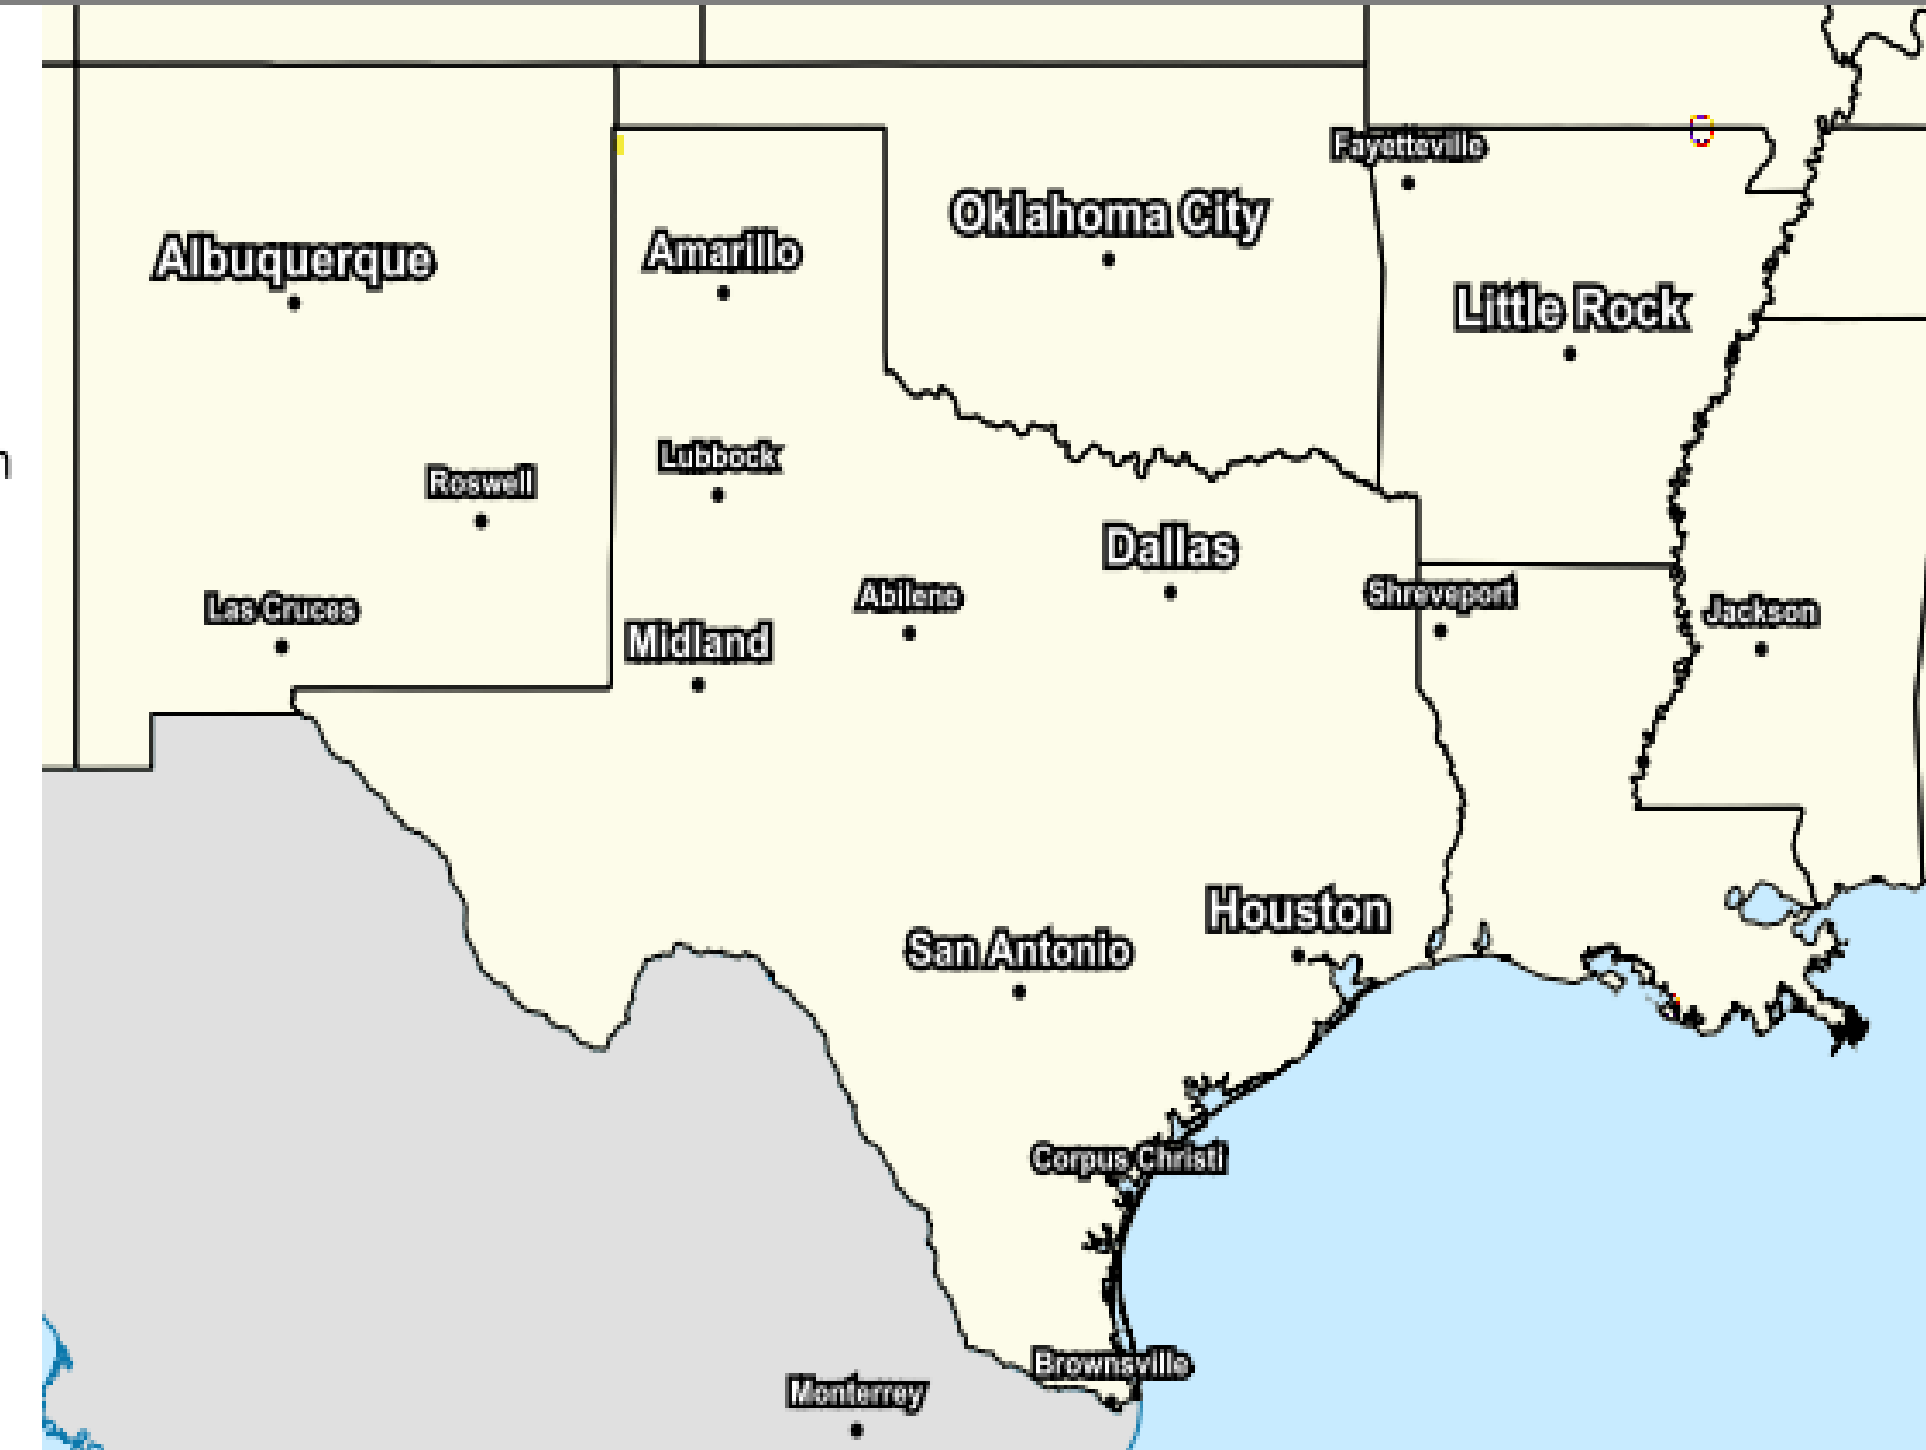 Fayetteville
Oklahoma City
Albuquerque
Amarillo
Little Rock
Lubbock
n
Roswell
Dallas
Shreveport
Abilene
Las Cruces
Jackson
Midland
Houston
San Antonio
Corpus Christi
Brownsville
Monterrey